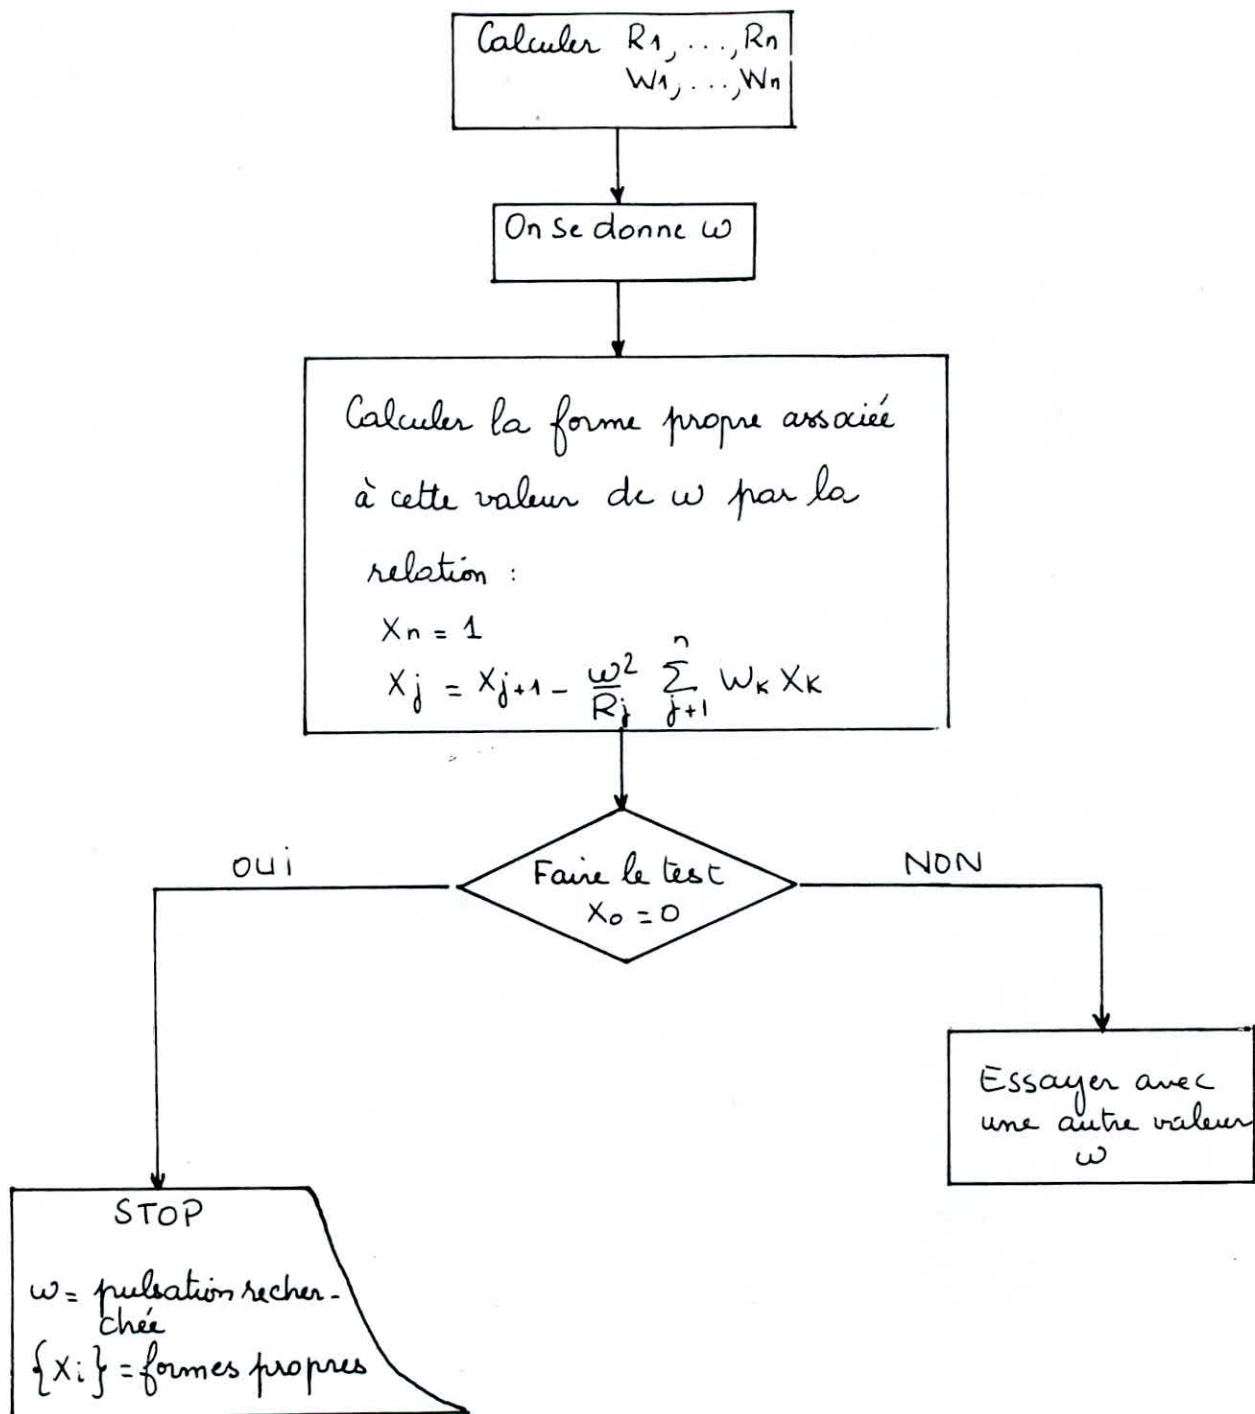 Calculer R1, ..., Rn
W1, ..., Wn
On se donne ω
Calculer la forme propre associée
à cette valeur de ω par la
relation :
Xn = 1
Xj = Xj+1 - ω²/Rj n∑j+1 WK XK
OUi
Faire le test
X0 = 0
NON
Essayer avec
une autre valeur
ω
STOP
ω = pulsation recher-
chée
{Xi} = formes propres